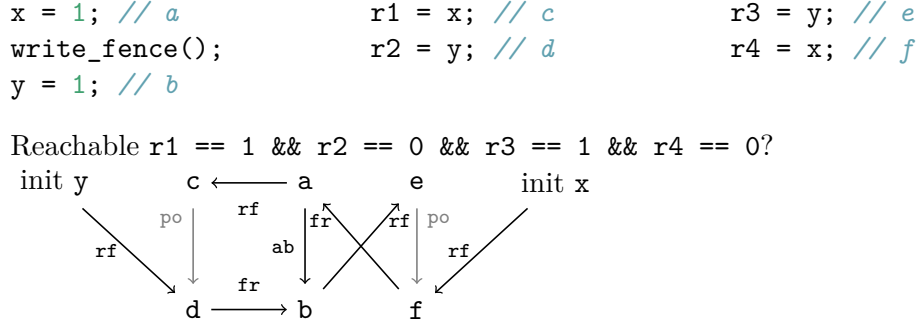 x = 1; // a r1 = x; // c r3 = y; // e
write_fence(); r2 = y; // d r4 = x; // f
y = 1; // b
Reachable r1 == 1 && r2 == 0 && r3 == 1 && r4 == 0?
init y c a e init x
rf
po fr rf po
rf ab rf
fr
d b f